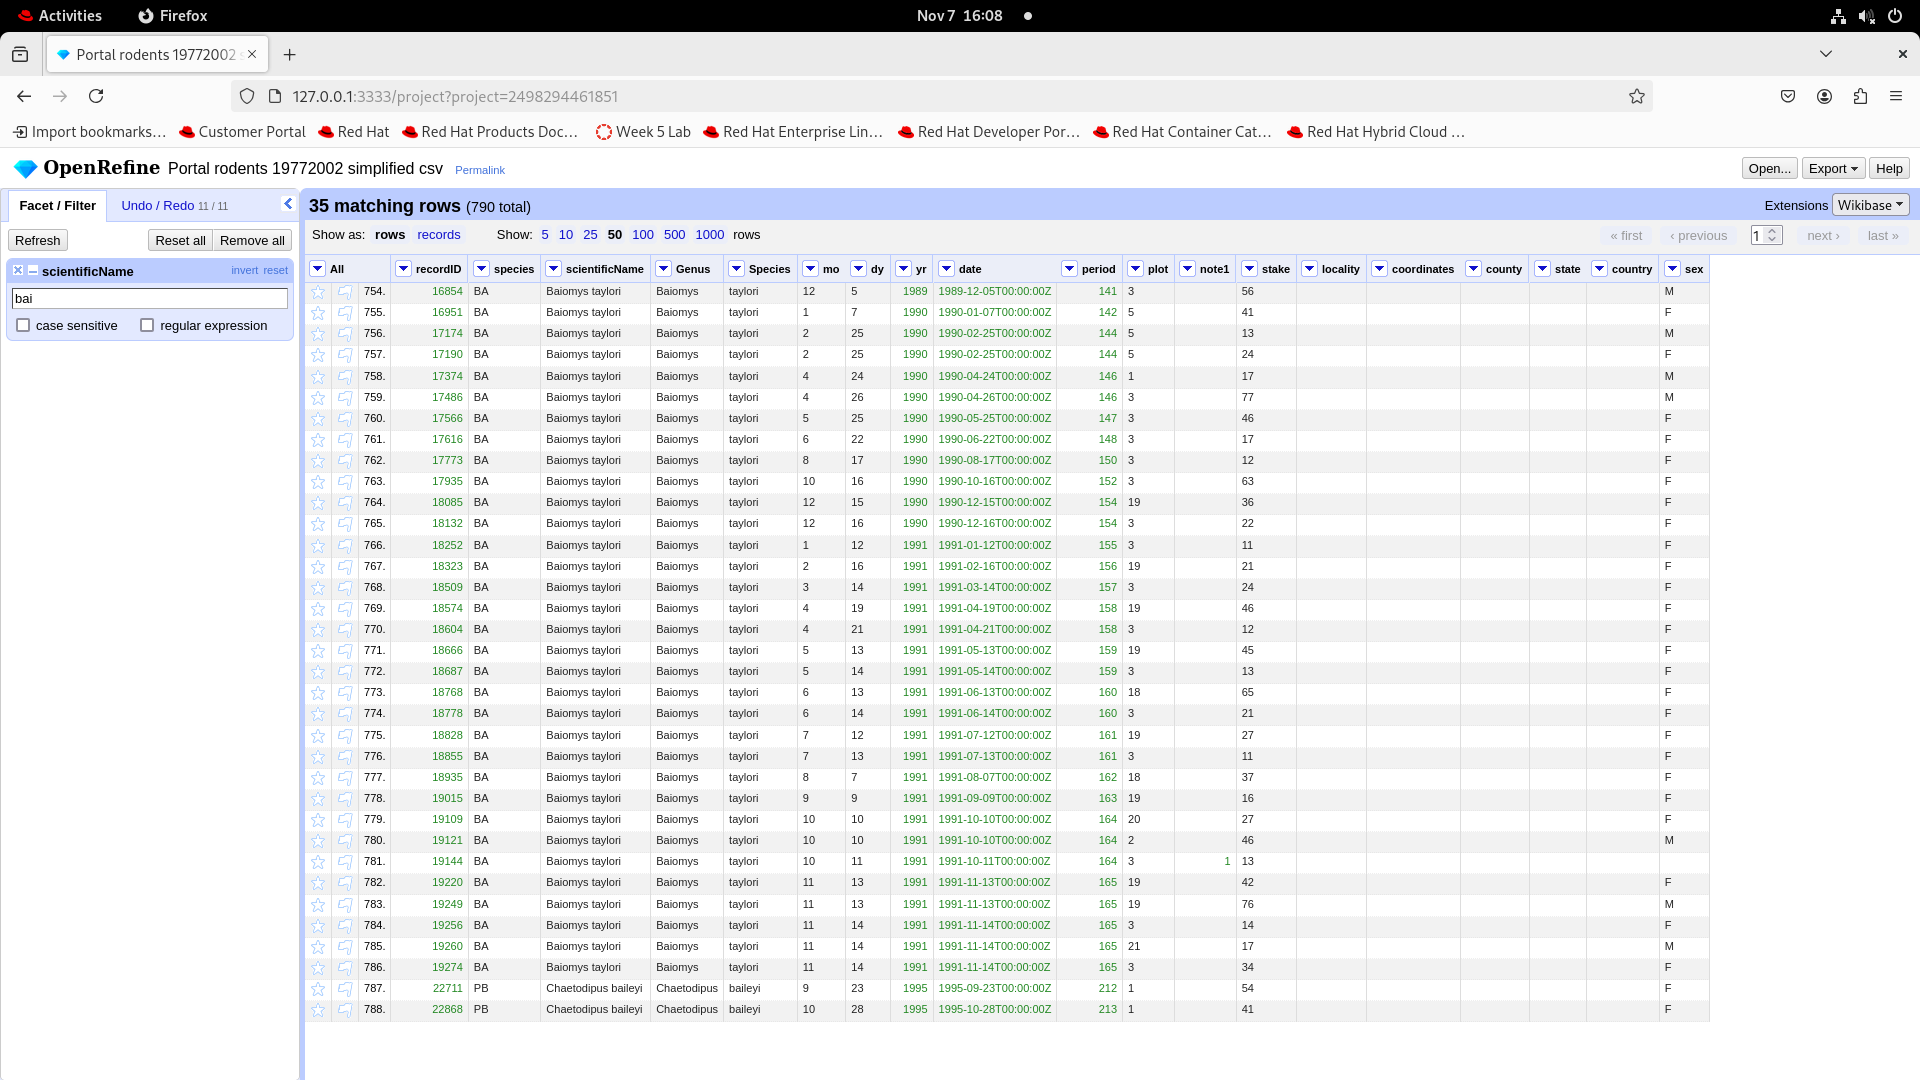 Activities Firefox Nov 7 16:08
Portal rodents 19772002
127.0.0.1:3333/project?project=2498294461851
Import bookmarks… Customer Portal Red Hat Red Hat Products Doc… Week 5 Lab Red Hat Enterprise Lin… Red Hat Developer Por… Red Hat Container Cat… Red Hat Hybrid Cloud …
OpenRefine Portal rodents 19772002 simplified csv Permalink Open... Export Help
Facet / Filter Undo / Redo 11 / 11 35 matching rows (790 total) Extensions Wikibase
Refresh Reset all Remove all Show as: rows records Show: 5 10 25 50 100 500 1000 rows « first ‹ previous 1 next › last »
scientificName invert reset
bai
case sensitive regular expression
All recordID species scientificName Genus Species mo dy yr date period plot note1 stake locality coordinates county state country sex
754. 16854 BA Baiomys taylori Baiomys taylori 12 5 1989 1989-12-05T00:00:00Z 141 3 56 M
755. 16951 BA Baiomys taylori Baiomys taylori 1 7 1990 1990-01-07T00:00:00Z 142 5 41 F
756. 17174 BA Baiomys taylori Baiomys taylori 2 25 1990 1990-02-25T00:00:00Z 144 5 13 M
757. 17190 BA Baiomys taylori Baiomys taylori 2 25 1990 1990-02-25T00:00:00Z 144 5 24 F
758. 17374 BA Baiomys taylori Baiomys taylori 4 24 1990 1990-04-24T00:00:00Z 146 1 17 M
759. 17486 BA Baiomys taylori Baiomys taylori 4 26 1990 1990-04-26T00:00:00Z 146 3 77 M
760. 17566 BA Baiomys taylori Baiomys taylori 5 25 1990 1990-05-25T00:00:00Z 147 3 46 F
761. 17616 BA Baiomys taylori Baiomys taylori 6 22 1990 1990-06-22T00:00:00Z 148 3 17 F
762. 17773 BA Baiomys taylori Baiomys taylori 8 17 1990 1990-08-17T00:00:00Z 150 3 12 F
763. 17935 BA Baiomys taylori Baiomys taylori 10 16 1990 1990-10-16T00:00:00Z 152 3 63 F
764. 18085 BA Baiomys taylori Baiomys taylori 12 15 1990 1990-12-15T00:00:00Z 154 19 36 F
765. 18132 BA Baiomys taylori Baiomys taylori 12 16 1990 1990-12-16T00:00:00Z 154 3 22 F
766. 18252 BA Baiomys taylori Baiomys taylori 1 12 1991 1991-01-12T00:00:00Z 155 3 11 F
767. 18323 BA Baiomys taylori Baiomys taylori 2 16 1991 1991-02-16T00:00:00Z 156 19 21 F
768. 18509 BA Baiomys taylori Baiomys taylori 3 14 1991 1991-03-14T00:00:00Z 157 3 24 F
769. 18574 BA Baiomys taylori Baiomys taylori 4 19 1991 1991-04-19T00:00:00Z 158 19 46 F
770. 18604 BA Baiomys taylori Baiomys taylori 4 21 1991 1991-04-21T00:00:00Z 158 3 12 F
771. 18666 BA Baiomys taylori Baiomys taylori 5 13 1991 1991-05-13T00:00:00Z 159 19 45 F
772. 18687 BA Baiomys taylori Baiomys taylori 5 14 1991 1991-05-14T00:00:00Z 159 3 13 F
773. 18768 BA Baiomys taylori Baiomys taylori 6 13 1991 1991-06-13T00:00:00Z 160 18 65 F
774. 18778 BA Baiomys taylori Baiomys taylori 6 14 1991 1991-06-14T00:00:00Z 160 3 21 F
775. 18828 BA Baiomys taylori Baiomys taylori 7 12 1991 1991-07-12T00:00:00Z 161 19 27 F
776. 18855 BA Baiomys taylori Baiomys taylori 7 13 1991 1991-07-13T00:00:00Z 161 3 11 F
777. 18935 BA Baiomys taylori Baiomys taylori 8 7 1991 1991-08-07T00:00:00Z 162 18 37 F
778. 19015 BA Baiomys taylori Baiomys taylori 9 9 1991 1991-09-09T00:00:00Z 163 19 16 F
779. 19109 BA Baiomys taylori Baiomys taylori 10 10 1991 1991-10-10T00:00:00Z 164 20 27 F
780. 19121 BA Baiomys taylori Baiomys taylori 10 10 1991 1991-10-10T00:00:00Z 164 2 46 M
781. 19144 BA Baiomys taylori Baiomys taylori 10 11 1991 1991-10-11T00:00:00Z 164 3 1 13
782. 19220 BA Baiomys taylori Baiomys taylori 11 13 1991 1991-11-13T00:00:00Z 165 19 42 F
783. 19249 BA Baiomys taylori Baiomys taylori 11 13 1991 1991-11-13T00:00:00Z 165 19 76 M
784. 19256 BA Baiomys taylori Baiomys taylori 11 14 1991 1991-11-14T00:00:00Z 165 3 14 F
785. 19260 BA Baiomys taylori Baiomys taylori 11 14 1991 1991-11-14T00:00:00Z 165 21 17 M
786. 19274 BA Baiomys taylori Baiomys taylori 11 14 1991 1991-11-14T00:00:00Z 165 3 34 F
787. 22711 PB Chaetodipus baileyi Chaetodipus baileyi 9 23 1995 1995-09-23T00:00:00Z 212 1 54 F
788. 22868 PB Chaetodipus baileyi Chaetodipus baileyi 10 28 1995 1995-10-28T00:00:00Z 213 1 41 F